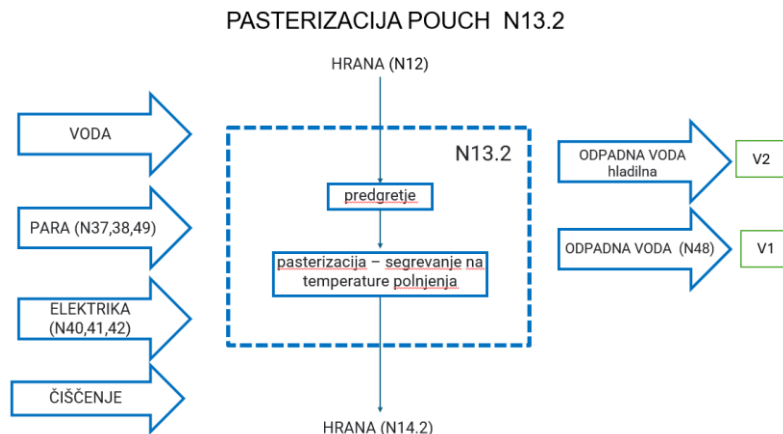 PASTERIZACIJA POUCH N13.2
HRANA (N12)
VODA
N13.2
ODPADNA VODA
hladilna
V2
predgretje
PARA (N37,38,49)
ODPADNA VODA (N48)
V1
pasterizacija – segrevanje na
temperature polnjenja
ELEKTRIKA
(N40,41,42)
ČIŠČENJE
HRANA (N14.2)